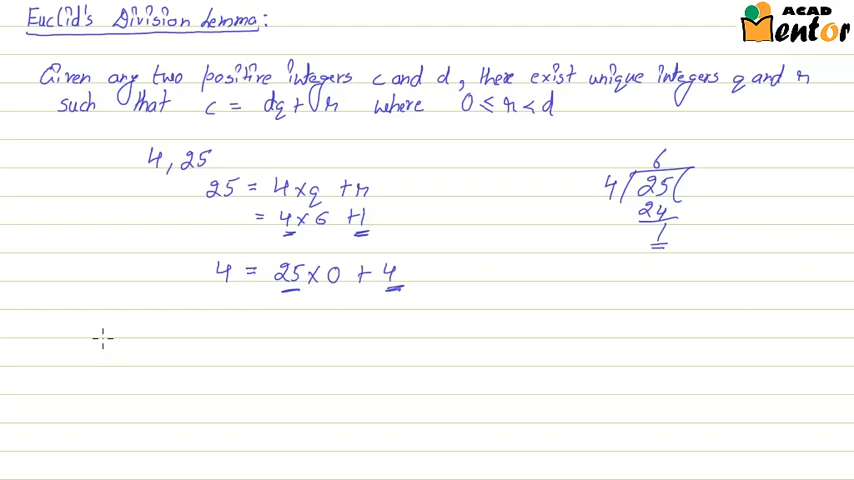 Euclid's Division Lemma:
ACAD
Mentor
Given any two positive integers c and d, there exist unique integers q and r
such that c = dq + r where 0 ≤ r < d
4, 25
25 = 4 × q + r
= 4 × 6 + 1
4 = 25 × 0 + 4
6
4 / 25 (
24
1